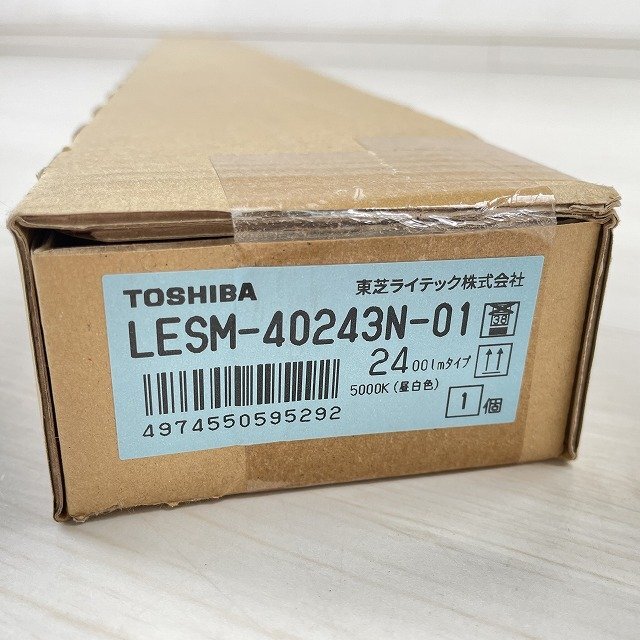 TOSHIBA
東芝ライテック株式会社
LESM-40243N-01
2400lmタイプ
5000K(昼白色)
4974550595292
1個